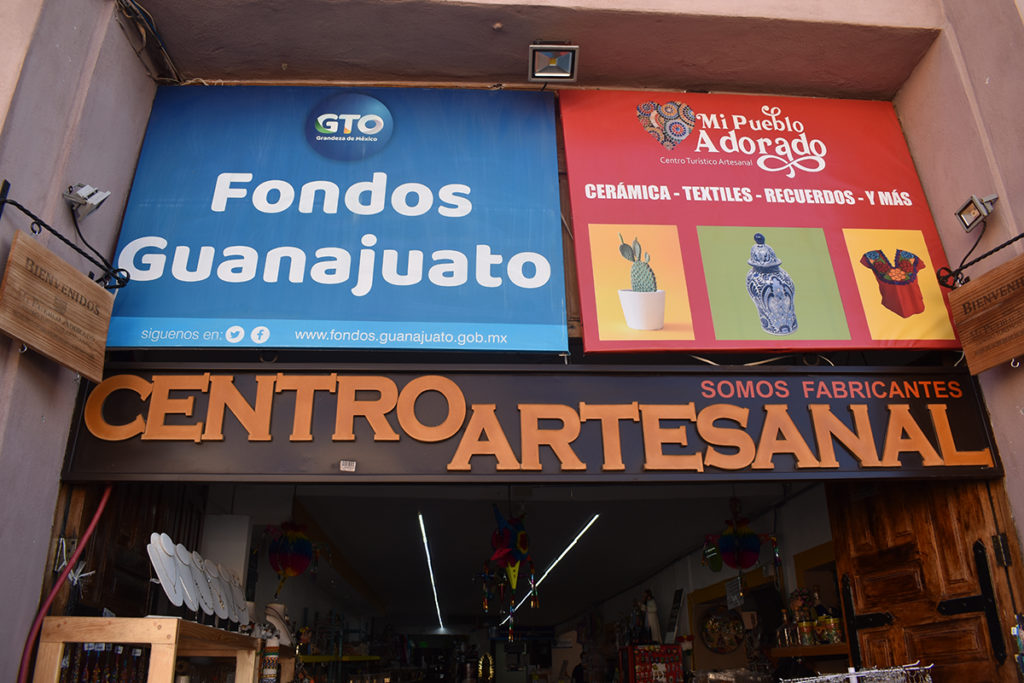 GTO
Grandeza de México
Fondos
Guanajuato
siguenos en:
www.fondos.guanajuato.gob.mx
Mi Pueblo
Adorado
Centro Turístico Artesanal
CERÁMICA - TEXTILES - RECUERDOS - Y MÁS
BIENVENIDOS
SOMOS FABRICANTES
CENTRO ARTESANAL